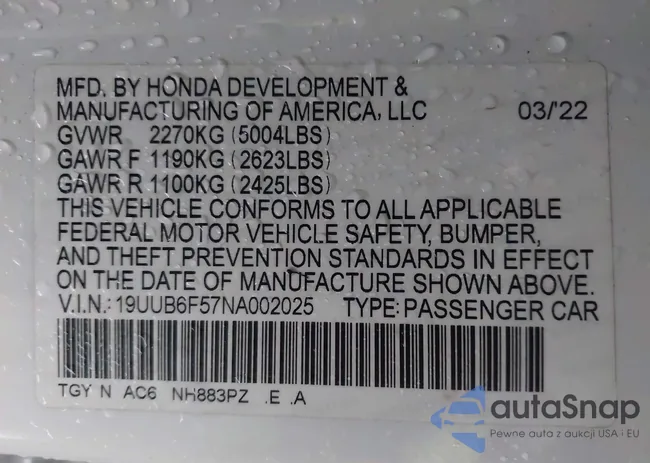 MFD. BY HONDA DEVELOPMENT &
MANUFACTURING OF AMERICA, LLC 03/'22
GVWR 2270KG (5004LBS)
GAWR F 1190KG (2623LBS)
GAWR R 1100KG (2425LBS)
THIS VEHICLE CONFORMS TO ALL APPLICABLE
FEDERAL MOTOR VEHICLE SAFETY, BUMPER,
AND THEFT PREVENTION STANDARDS IN EFFECT
ON THE DATE OF MANUFACTURE SHOWN ABOVE.
V.I.N.: 19UUB6F57NA002025 TYPE: PASSENGER CAR
TGY N AC6 NH883PZ .E .A
autaSnap
Pewne auta z aukcji USA i EU